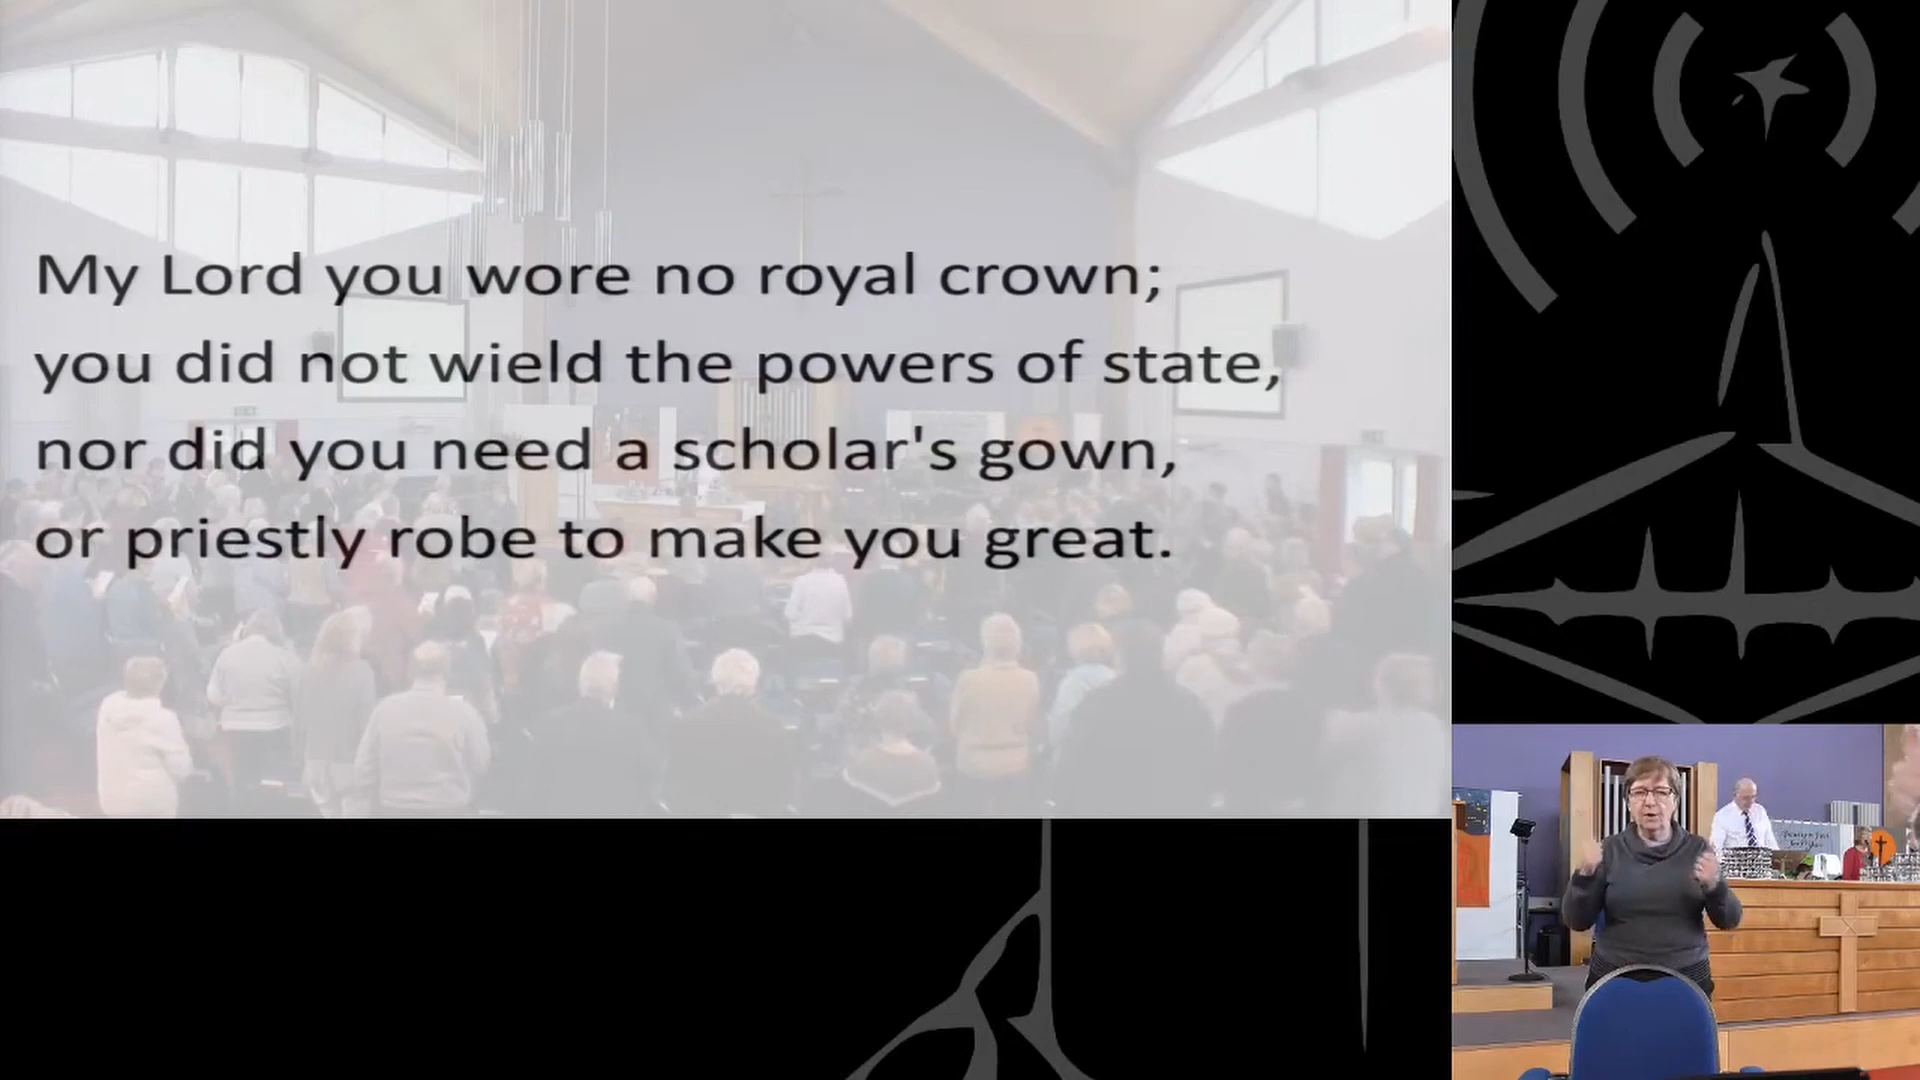 My Lord you wore no royal crown;
you did not wield the powers of state,
nor did you need a scholar's gown,
or priestly robe to make you great.